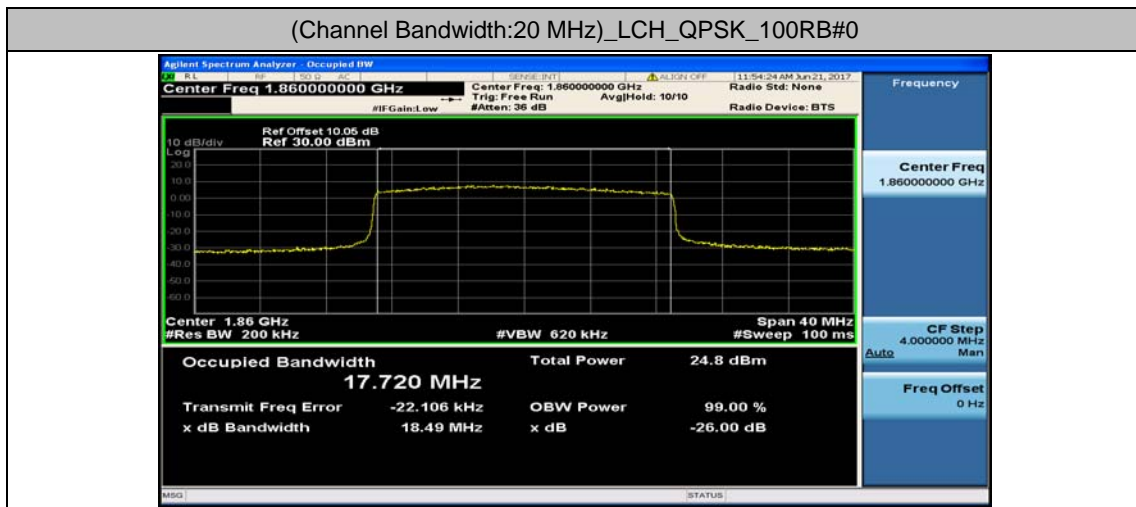 (Channel Bandwidth:20 MHz)_LCH_QPSK_100RB#0
Agilent Spectrum Analyzer - Occupied BW
RL RF 50 Ω AC SENSE:INT ALIGN OFF 11:54:24 AM Jun 21, 2017
Center Freq 1.860000000 GHz
Center Freq: 1.860000000 GHz
Radio Std: None
Trig: Free Run Avg|Hold: 10/10
#IFGain:Low #Atten: 36 dB Radio Device: BTS
Ref Offset 10.05 dB
10 dB/div Ref 30.00 dBm
Log
20.0
10.0
0.00
-10.0
-20.0
-30.0
-40.0
-50.0
-60.0
Center 1.86 GHz Span 40 MHz
#Res BW 200 kHz #VBW 620 kHz #Sweep 100 ms
Occupied Bandwidth Total Power 24.8 dBm
17.720 MHz
Transmit Freq Error -22.106 kHz OBW Power 99.00 %
x dB Bandwidth 18.49 MHz x dB -26.00 dB
MSG STATUS
Frequency
Center Freq
1.860000000 GHz
CF Step
4.000000 MHz
Auto Man
Freq Offset
0 Hz